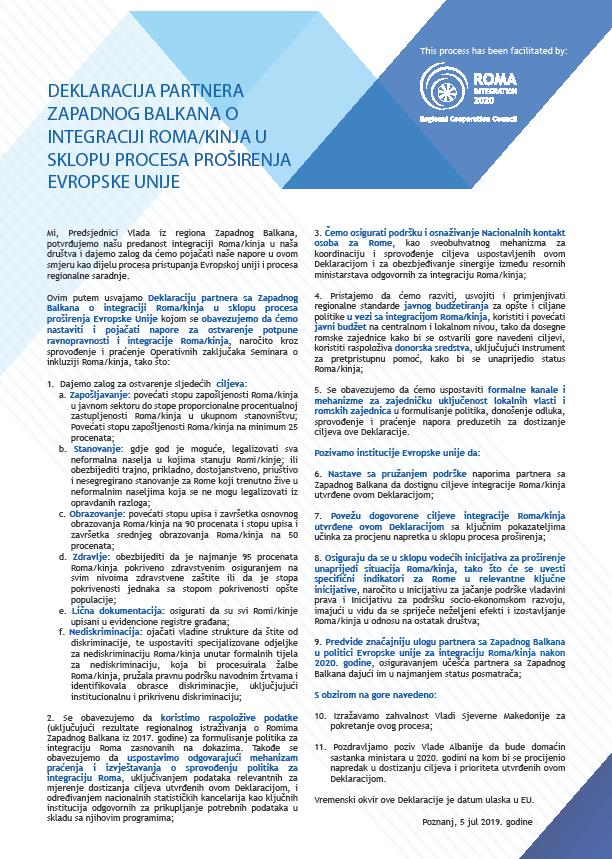 This process has been facilitated by:
ROMA
INTEGRATION
2020
Regional Cooperation Council
DEKLARACIJA PARTNERA
ZAPADNOG BALKANA O
INTEGRACIJI ROMA/KINJA U
SKLOPU PROCESA PROŠIRENJA
EVROPSKE UNIJE
Mi, Predsjednici Vlada iz regiona Zapadnog Balkana,
potvrđujemo našu predanost integraciji Roma/kinja u naša
društva i dajemo zalog da ćemo pojačati naše napore u ovom
smjeru kao dijelu procesa pristupanja Evropskoj uniji i procesa
regionalne saradnje.
Ovim putem usvajamo Deklaraciju partnera sa Zapadnog
Balkana o integraciji Roma/kinja u sklopu procesa
proširenja Evropske Unije kojom se obavezujemo da ćemo
nastaviti i pojačati napore za ostvarenje potpune
ravnopravnosti i integracije Roma/kinja, naročito kroz
sprovođenje i praćenje Operativnih zaključaka Seminara o
inkluziji Roma/kinja, tako što:
1. Dajemo zalog za ostvarenje sljedećih ciljeva:
a. Zapošljavanje: povećati stopu zapošljenosti Roma/kinja
u javnom sektoru do stope proporcionalne procentualnoj
zastupljenosti Roma/kinja u ukupnom stanovništvu;
Povećati stopu zapošljenosti Roma/kinja na minimum 25
procenata;
b. Stanovanje: gdje god je moguće, legalizovati sva
neformalna naselja u kojima stanuju Romi/kinje; ili
obezbijediti trajno, prikladno, dostojanstveno, priuštivo
i nesegregirano stanovanje za Rome koji trenutno žive u
neformalnim naseljima koja se ne mogu legalizovati iz
opravdanih razloga;
c. Obrazovanje: povećati stopu upisa i završetka osnovnog
obrazovanja Roma/kinja na 90 procenata i stopu upisa i
završetka srednjeg obrazovanja Roma/kinja na 50
procenata;
d. Zdravlje: obezbijediti da je najmanje 95 procenata
Roma/kinja pokriveno zdravstvenim osiguranjem na
svim nivoima zdravstvene zaštite ili da je stopa
pokrivenosti jednaka sa stopom pokrivenosti opšte
populacije;
e. Lična dokumentacija: osigurati da su svi Romi/kinje
upisani u evidencione registre građana;
f. Nediskriminacija: ojačati vladine strukture da štite od
diskriminacije, te uspostaviti specijalizovane odjeljke
za nediskriminaciju Roma/kinja unutar formalnih tijela
za nediskriminaciju, koja bi procesuirala žalbe
Roma/kinja, pružala pravnu podršku navodnim žrtvama i
identifikovala obrasce diskriminacije, uključujući
institucionalnu i prikrivenu diskriminaciju;
2. Se obavezujemo da koristimo raspoložive podatke
(uključujući rezultate regionalnog istraživanja o Romima
Zapadnog Balkana iz 2017. godine) za formulisanje politika za
integraciju Roma zasnovanih na dokazima. Takođe se
obavezujemo da uspostavimo odgovarajući mehanizam
praćenja i izvještavanja o sprovođenju politika za
integraciju Roma, uključivanjem podataka relevantnih za
mjerenje dostizanja ciljeva utvrđenih ovom Deklaracijom, i
određivanjem nacionalnih statističkih kancelarija kao ključnih
institucija odgovornih za prikupljanje potrebnih podataka u
skladu sa njihovim programima;
3. Ćemo osigurati podršku i osnaživanje Nacionalnih kontakt
osoba za Rome, kao sveobuhvatnog mehanizma za
koordinaciju i sprovođenje ciljeva uspostavljenih ovom
Deklaracijom i za obezbjeđivanje sinergije između resornih
ministarstava odgovornih za integraciju Roma/kinja;
4. Pristajemo da ćemo razviti, usvojiti i primjenjivati
regionalne standarde javnog budžetiranja za opšte i ciljane
politike u vezi sa integracijom Roma/kinja, koristiti i povećati
javni budžet na centralnom i lokalnom nivou, tako da dosegne
romske zajednice kako bi se ostvarili gore navedeni ciljevi,
koristiti raspoloživa donorska sredstva, uključujući Instrument
za pretpristupnu pomoć, kako bi se unaprijedio status
Roma/kinja;
5. Se obavezujemo da ćemo uspostaviti formalne kanale i
mehanizme za zajedničku uključenost lokalnih vlasti i
romskih zajednica u formulisanje politika, donošenje odluka,
sprovođenje i praćenje napora preduzetih za dostizanje
ciljeva ove Deklaracije.
Pozivamo institucije Evropske unije da:
6. Nastave sa pružanjem podrške naporima partnera sa
Zapadnog Balkana da dostignu ciljeve integracije Roma/kinja
utvrđene ovom Deklaracijom;
7. Povežu dogovorene ciljeve integracije Roma/kinja
utvrđene ovom Deklaracijom sa ključnim pokazateljima
učinka za procjenu napretka u sklopu procesa proširenja;
8. Osiguraju da se u sklopu vodećih inicijativa za proširenje
unaprijedi situacija Roma/kinja, tako što će se uvesti
specifični indikatori za Rome u relevantne ključne
inicijative, naročito u Inicijativu za jačanje podrške vladavini
prava i Inicijativu za podršku socio-ekonomskom razvoju,
imajući u vidu da se spriječe neželjeni efekti i izostavljanje
Roma/kinja u odnosu na ostatak društva;
9. Predvide značajniju ulogu partnera sa Zapadnog Balkana
u politici Evropske unije za integraciju Roma/kinja nakon
2020. godine, osiguravanjem učešća partnera sa Zapadnog
Balkana dajući im u najmanjem status posmatrača;
S obzirom na gore navedeno:
10. Izražavamo zahvalnost Vladi Sjeverne Makedonije za
pokretanje ovog procesa;
11. Pozdravljamo poziv Vlade Albanije da bude domaćin
sastanka ministara u 2020. godini na kom bi se procijenio
napredak u dostizanju ciljeva i prioriteta utvrđenih ovom
Deklaracijom.
Vremenski okvir ove Deklaracije je datum ulaska u EU.
Poznanj, 5 jul 2019. godine